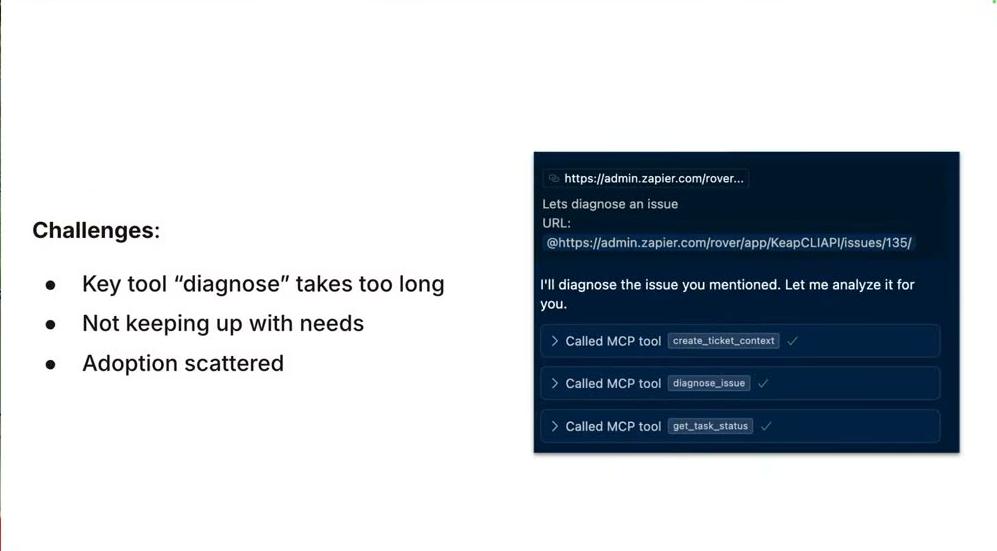 Challenges:
● Key tool “diagnose” takes too long
● Not keeping up with needs
● Adoption scattered
https://admin.zapier.com/rover...
Lets diagnose an issue
URL:
@https://admin.zapier.com/rover/app/KeapCLIAPI/issues/135/
I'll diagnose the issue you mentioned. Let me analyze it for
you.
Called MCP tool create_ticket_context
Called MCP tool diagnose_issue
Called MCP tool get_task_status